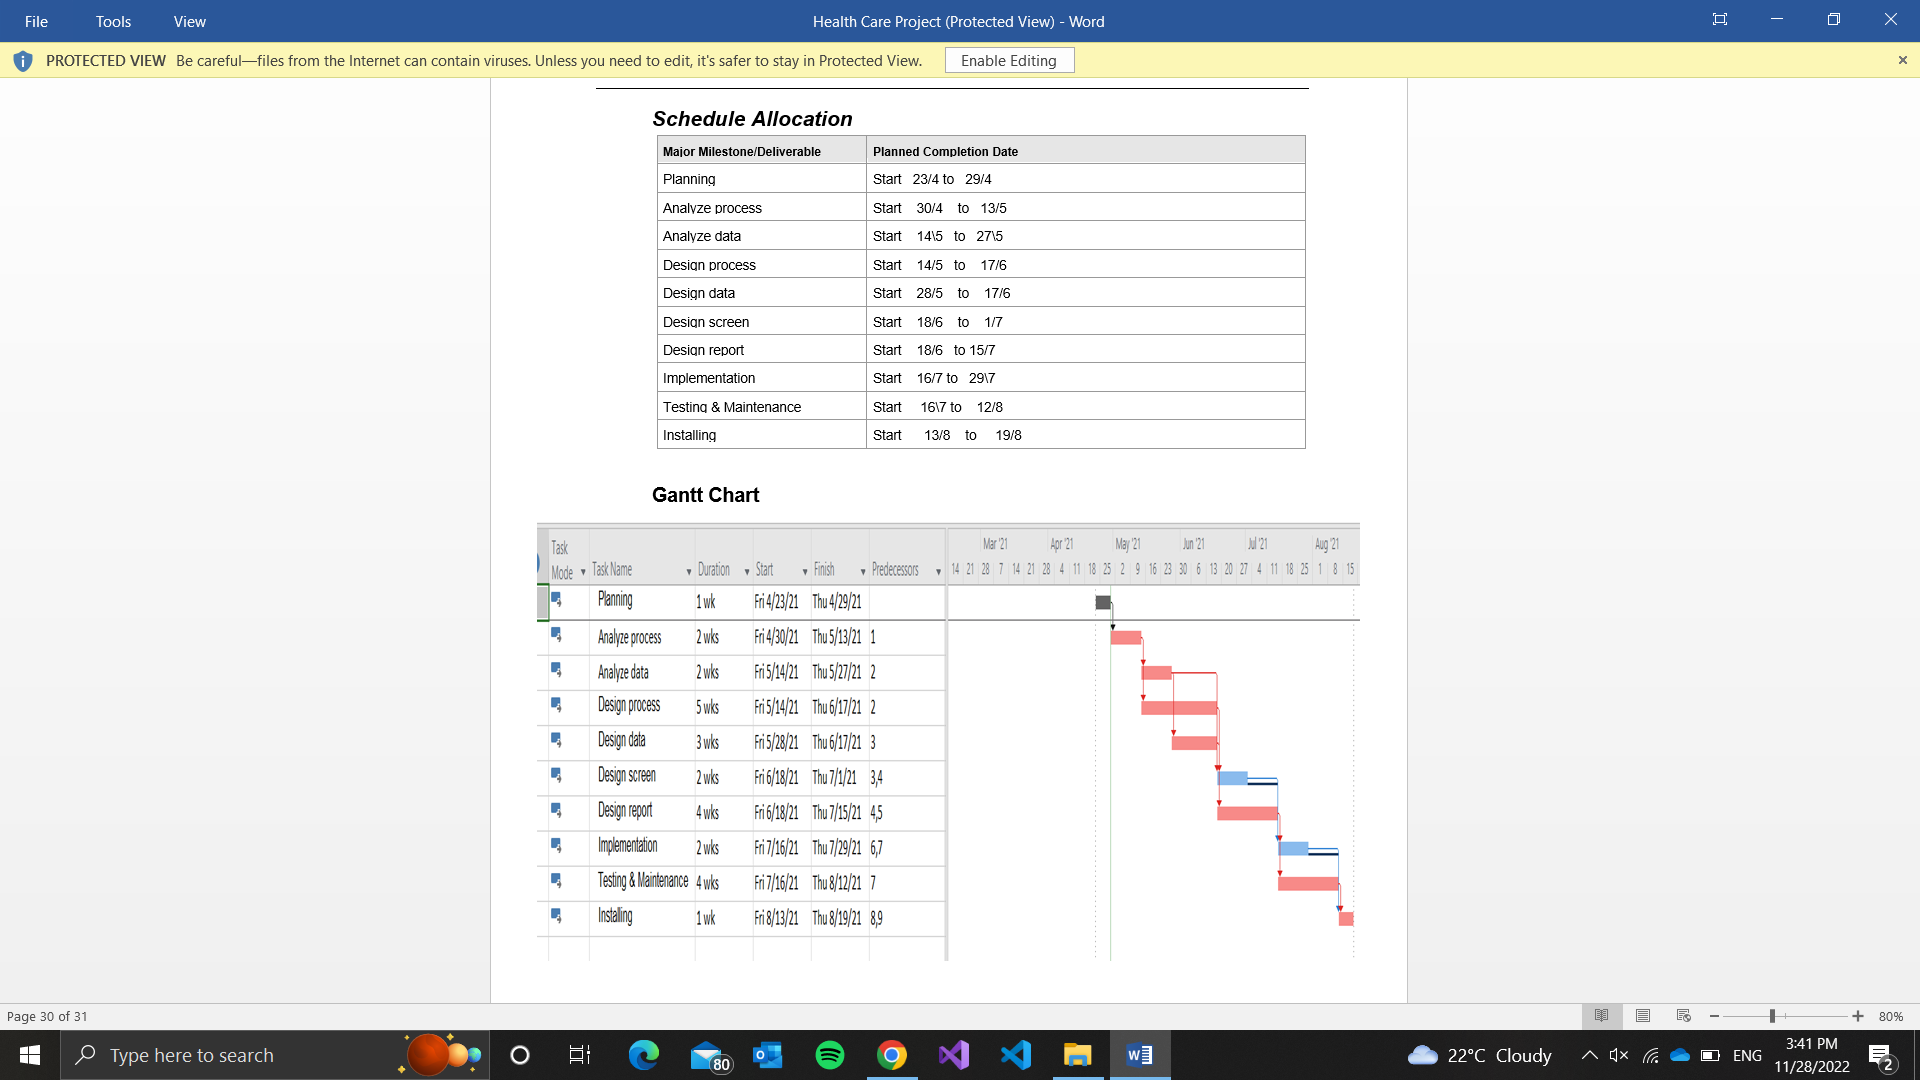 File Tools View Health Care Project (Protected View) - Word
PROTECTED VIEW Be careful—files from the Internet can contain viruses. Unless you need to edit, it's safer to stay in Protected View. Enable Editing
Schedule Allocation
Major Milestone/Deliverable Planned Completion Date
Planning Start 23/4 to 29/4
Analyze process Start 30/4 to 13/5
Analyze data Start 14\5 to 27\5
Design process Start 14/5 to 17/6
Design data Start 28/5 to 17/6
Design screen Start 18/6 to 1/7
Design report Start 18/6 to 15/7
Implementation Start 16/7 to 29\7
Testing & Maintenance Start 16\7 to 12/8
Installing Start 13/8 to 19/8
Gantt Chart
Task Mode Task Name Duration Start Finish Predecessors
Mar '21 Apr '21 May '21 Jun '21 Jul '21 Aug '21
14 21 28 7 14 21 28 4 11 18 25 2 9 16 23 30 6 13 20 27 4 11 18 25 1 8 15
Planning 1 wk Fri 4/23/21 Thu 4/29/21
Analyze process 2 wks Fri 4/30/21 Thu 5/13/21 1
Analyze data 2 wks Fri 5/14/21 Thu 5/27/21 2
Design process 5 wks Fri 5/14/21 Thu 6/17/21 2
Design data 3 wks Fri 5/28/21 Thu 6/17/21 3
Design screen 2 wks Fri 6/18/21 Thu 7/1/21 3,4
Design report 4 wks Fri 6/18/21 Thu 7/15/21 4,5
Implementation 2 wks Fri 7/16/21 Thu 7/29/21 6,7
Testing & Maintenance 4 wks Fri 7/16/21 Thu 8/12/21 7
Installing 1 wk Fri 8/13/21 Thu 8/19/21 8,9
Page 30 of 31 80%
Type here to search 80 22°C Cloudy ENG 3:41 PM
11/28/2022 2